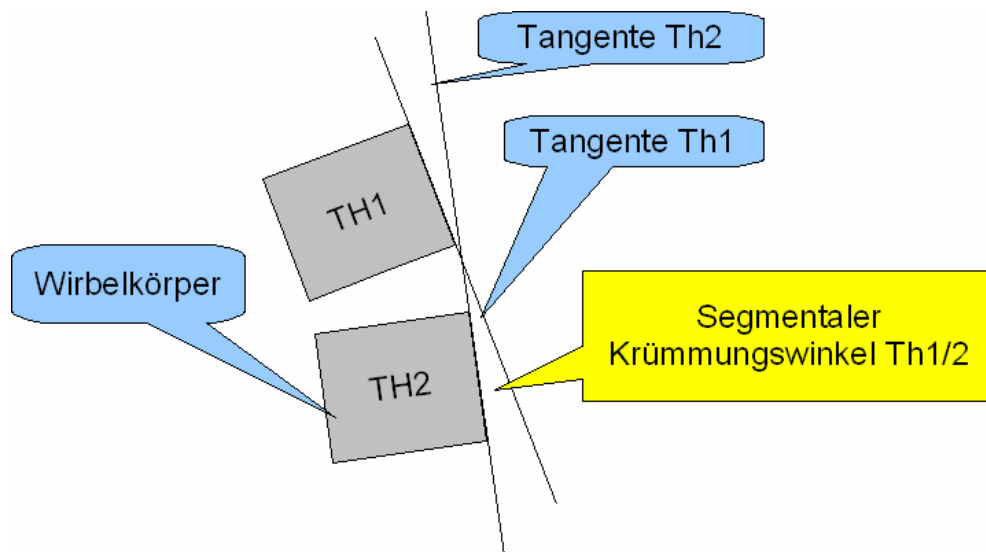 Tangente Th2
Tangente Th1
TH1
Wirbelkörper
Segmentaler
Krümmungswinkel Th1/2
TH2